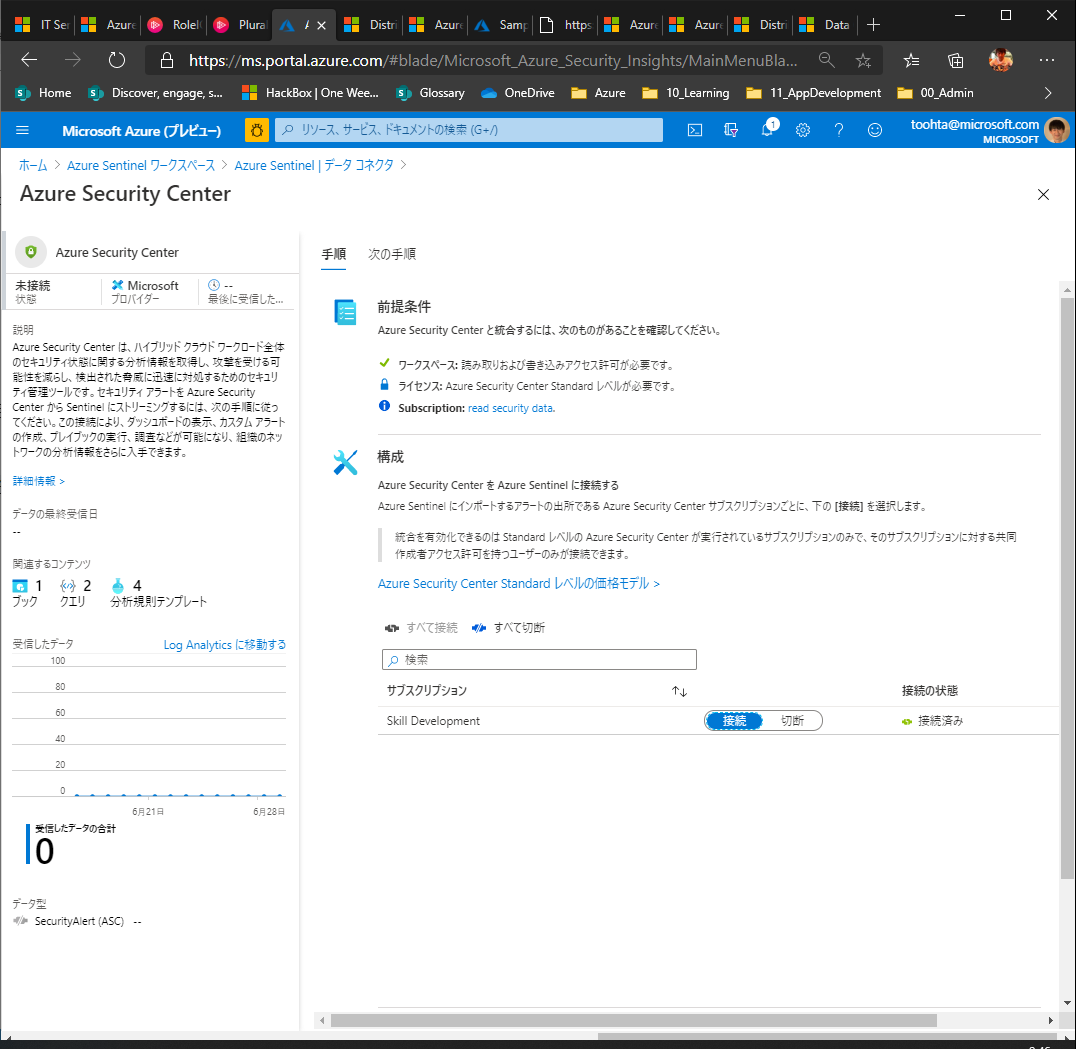 IT Se
Azure
RoleI
Plural
A
Distri
Azure
Samp
https
Azure
Azure
Distri
Data
https://ms.portal.azure.com/#blade/Microsoft_Azure_Security_Insights/MainMenuBla...
Home
Discover, engage, s...
HackBox | One Wee...
Glossary
OneDrive
Azure
10_Learning
11_AppDevelopment
00_Admin
Microsoft Azure (プレビュー)
リソース、サービス、ドキュメントの検索 (G+/)
1
toohta@microsoft.com
MICROSOFT
ホーム > Azure Sentinel ワークスペース > Azure Sentinel | データ コネクタ >
Azure Security Center
Azure Security Center
未接続
状態
Microsoft
プロバイダー
--
最後に受信した...
説明
Azure Security Center は、ハイブリッド クラウド ワークロード全体
のセキュリティ状態に関する分析情報を取得し、攻撃を受ける可
能性を減らし、検出された脅威に迅速に対処するためのセキュリ
ティ管理ツールです。セキュリティ アラートを Azure Security
Center から Sentinel にストリーミングするには、次の手順に従っ
てください。この接続により、ダッシュボードの表示、カスタム アラート
の作成、プレイブックの実行、調査などが可能になり、組織のネッ
トワークの分析情報をさらに入手できます。
詳細情報 >
データの最終受信日
--
関連するコンテンツ
1
ブック
2
クエリ
4
分析規則テンプレート
受信したデータ
Log Analytics に移動する
100
80
60
40
20
0
6月21日
6月28日
受信したデータの合計
0
データ型
SecurityAlert (ASC) --
手順
次の手順
前提条件
Azure Security Center と統合するには、次のものがあることを確認してください。
ワークスペース: 読み取りおよび書き込みアクセス許可が必要です。
ライセンス: Azure Security Center Standard レベルが必要です。
Subscription: read security data.
構成
Azure Security Center を Azure Sentinel に接続する
Azure Sentinel にインポートするアラートの出所である Azure Security Center サブスクリプションごとに、下の [接続] を選択します。
統合を有効化できるのは Standard レベルの Azure Security Center が実行されているサブスクリプションのみで、そのサブスクリプションに対する共同
作成者アクセス許可を持つユーザーのみが接続できます。
Azure Security Center Standard レベルの価格モデル >
すべて接続
すべて切断
検索
サブスクリプション
接続の状態
Skill Development
接続
切断
接続済み